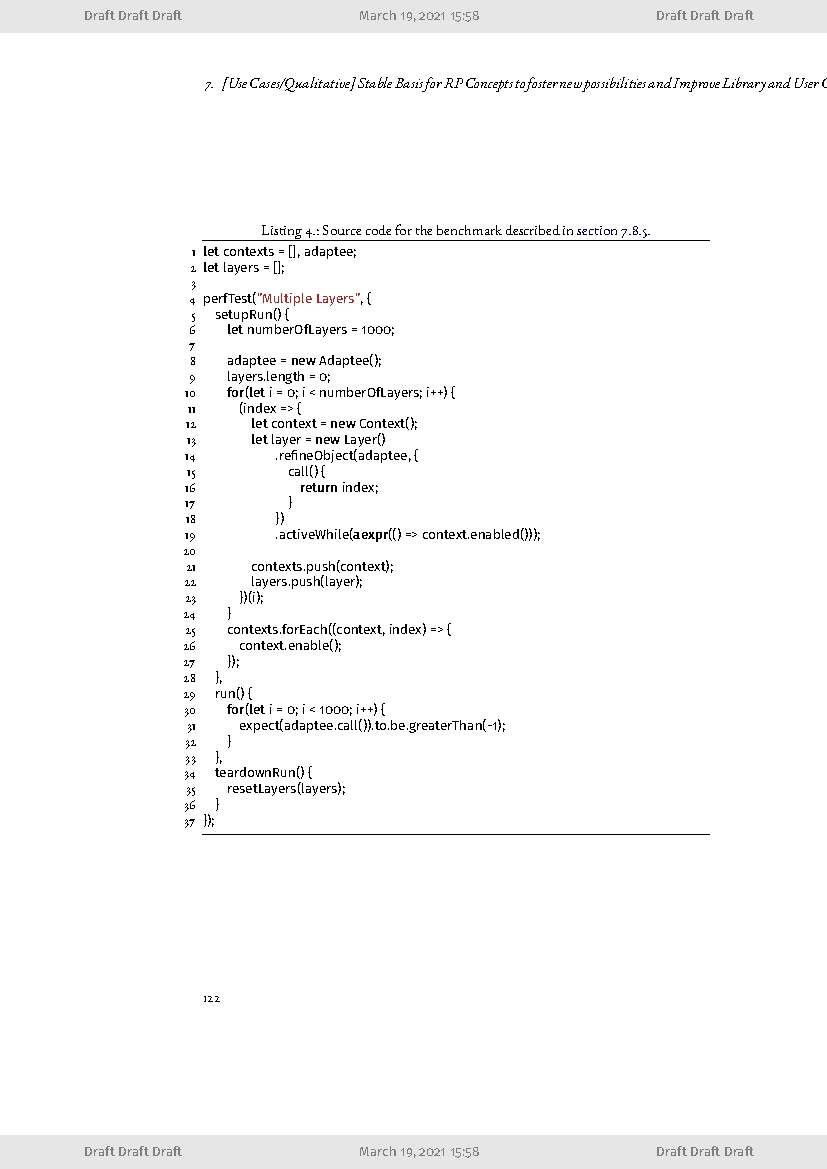 Draft Draft Draft March 19, 2021 15:58 Draft Draft Draft
7. [Use Cases/Qualitative] Stable Basis for RP Concepts to foster new possibilities and Improve Library and User
Listing 4.: Source code for the benchmark described in section 7.8.5.
1 let contexts = [], adaptee;
2 let layers = [];
3
4 perfTest("Multiple Layers", {
5 setupRun() {
6 let numberOfLayers = 1000;
7
8 adaptee = new Adaptee();
9 layers.length = 0;
10 for(let i = 0; i < numberOfLayers; i++) {
11 (index => {
12 let context = new Context();
13 let layer = new Layer()
14 .refineObject(adaptee, {
15 call() {
16 return index;
17 }
18 })
19 .activeWhile(aexpr(() => context.enabled()));
20
21 contexts.push(context);
22 layers.push(layer);
23 })(i);
24 }
25 contexts.forEach((context, index) => {
26 context.enable();
27 });
28 },
29 run() {
30 for(let i = 0; i < 1000; i++) {
31 expect(adaptee.call()).to.be.greaterThan(-1);
32 }
33 },
34 teardownRun() {
35 resetLayers(layers);
36 }
37 });
122
Draft Draft Draft March 19, 2021 15:58 Draft Draft Draft